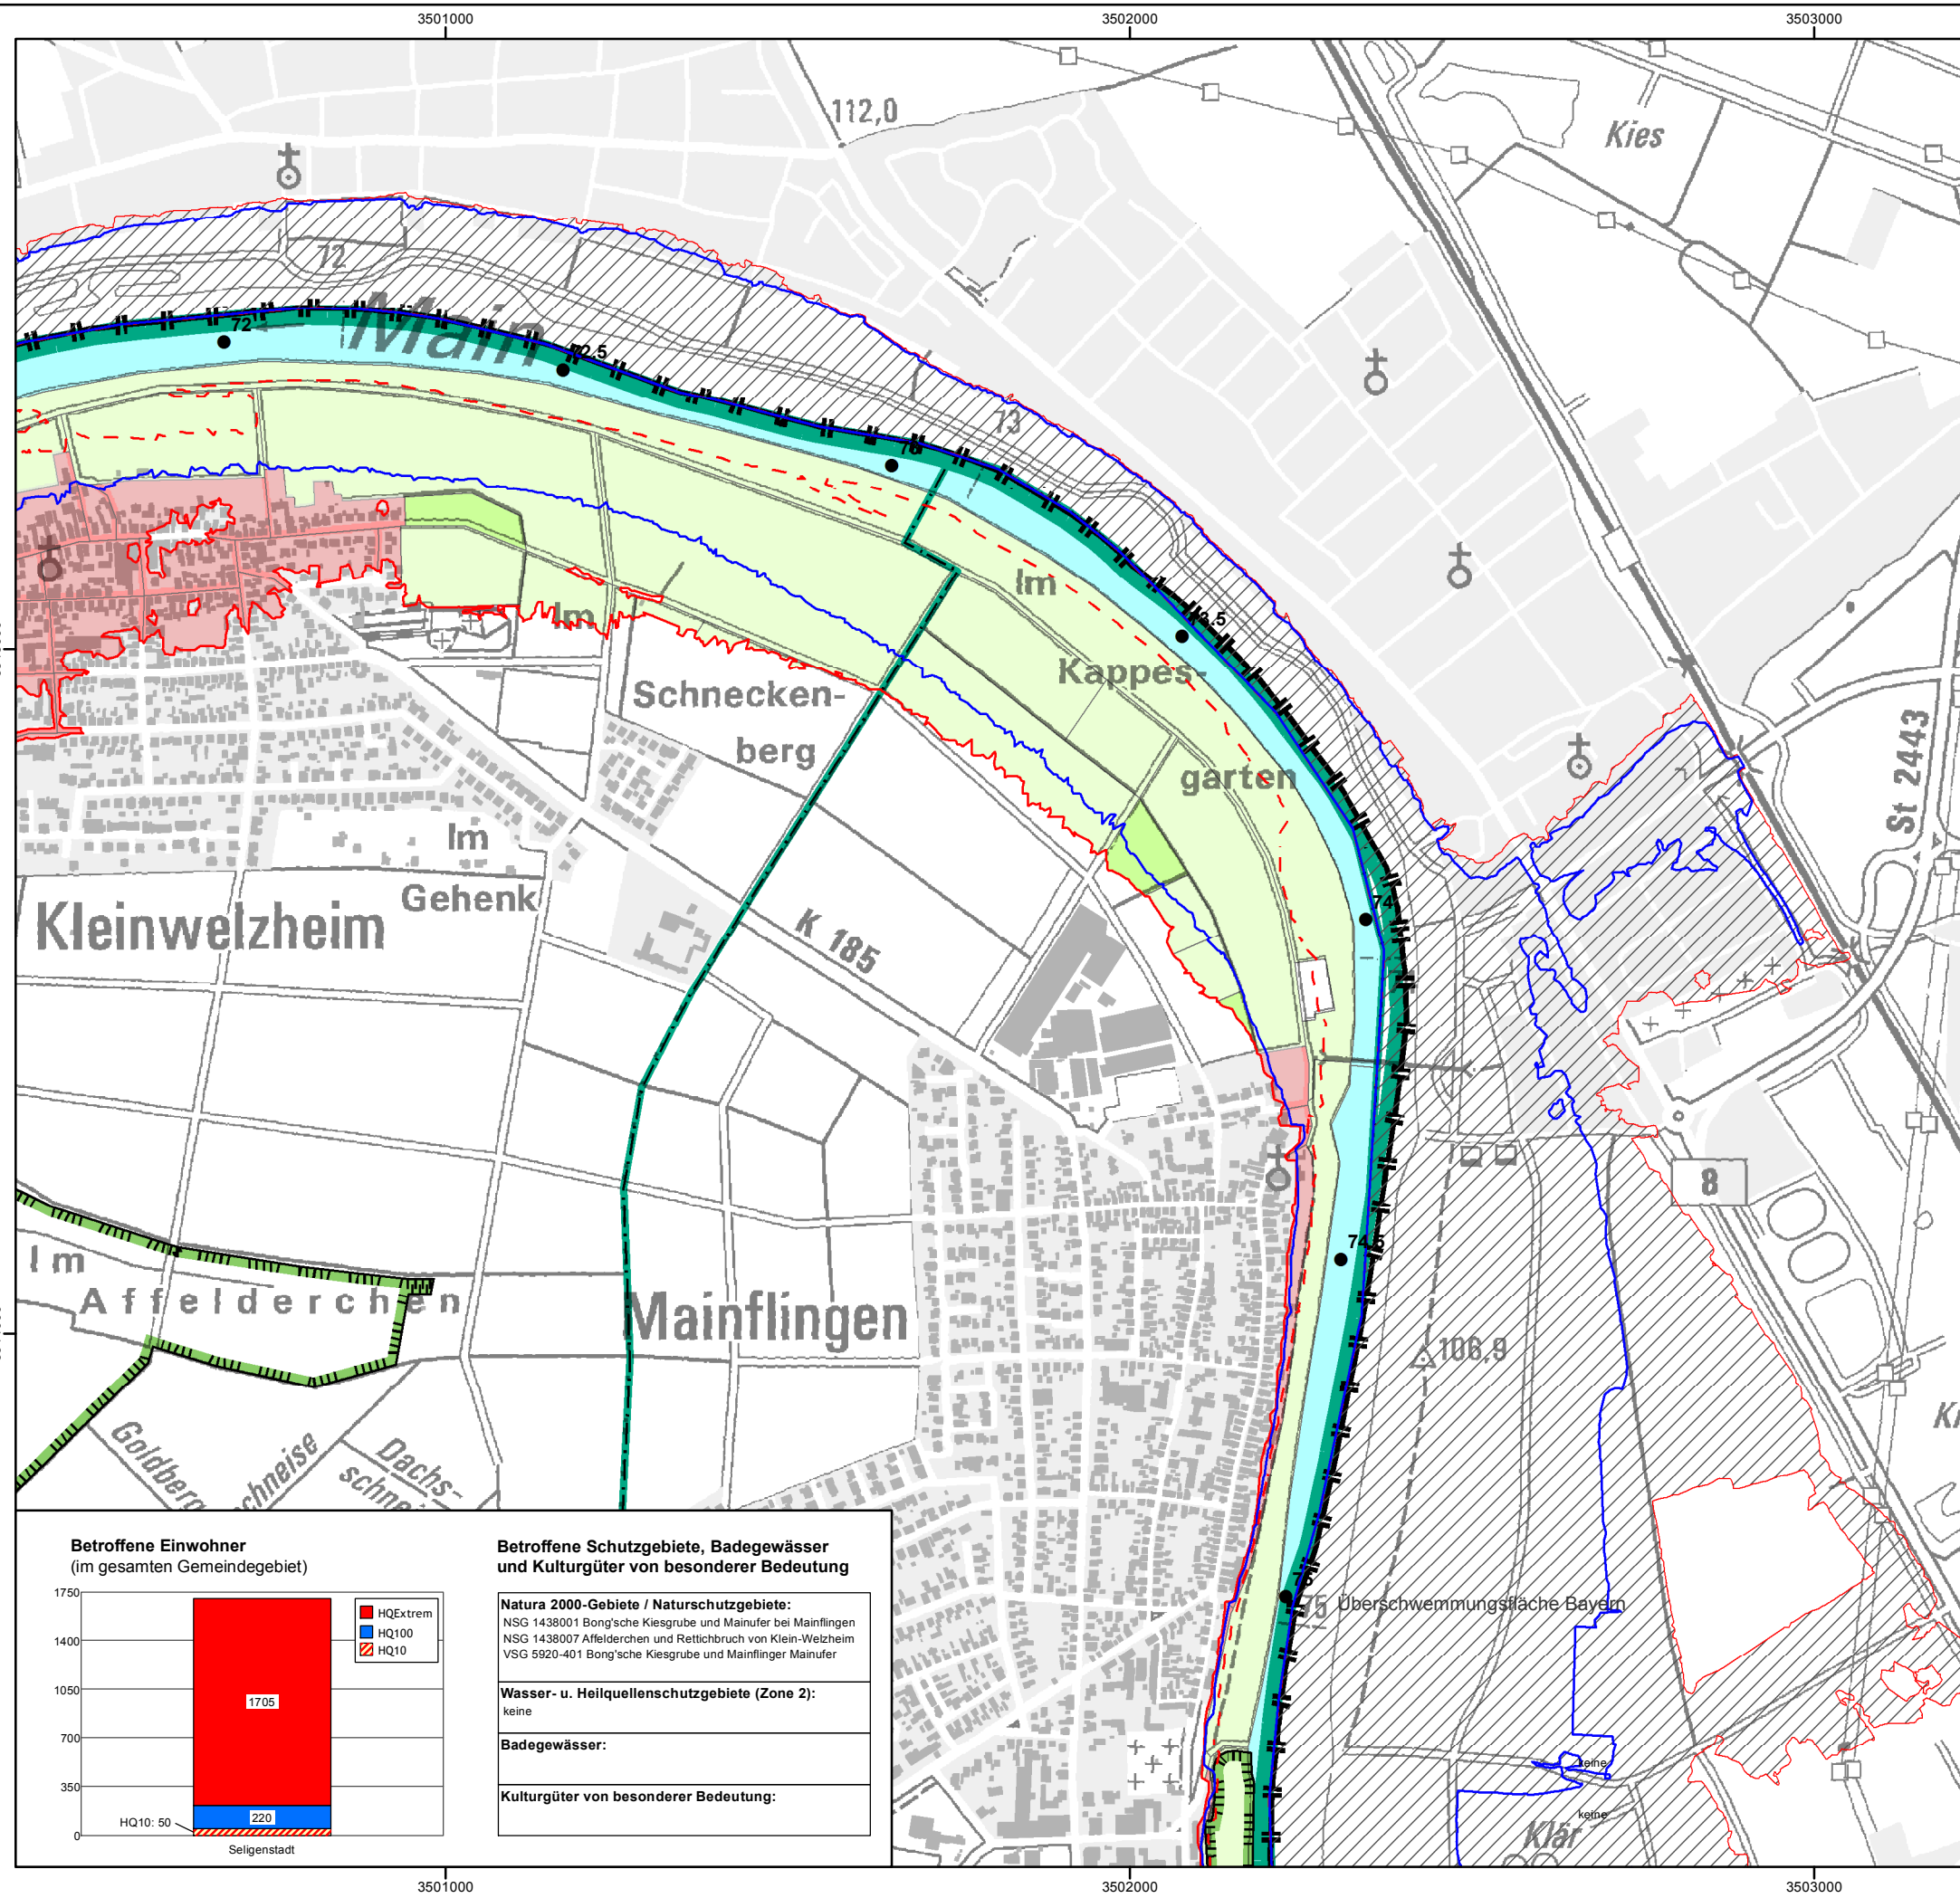 3501000 3502000 3503000
112,0
Kies
72
Main
72
73
Im
Im
Kappes-
Schnecken-
garten
berg
St 2443
Im
74
Gehenk
Kleinwelzheim
K 185
8
74,5
Im
Affelderchen
Mainflingen
106,9
Goldberg
chneise
Dachs-
75
Überschwemmungsfläche Bayern
keine
keine
Klär
Betroffene Einwohner
(im gesamten Gemeindegebiet)
1750
1400
1050
700
350
0
HQExtrem
HQ100
HQ10
1705
220
HQ10: 50
Seligenstadt
Betroffene Schutzgebiete, Badegewässer
und Kulturgüter von besonderer Bedeutung
Natura 2000-Gebiete / Naturschutzgebiete:
NSG 1438001 Bong'sche Kiesgrube und Mainufer bei Mainflingen
NSG 1438007 Affelderchen und Rettichbruch von Klein-Welzheim
VSG 5920-401 Bong'sche Kiesgrube und Mainflinger Mainufer
Wasser- u. Heilquellenschutzgebiete (Zone 2):
keine
Badegewässer:
Kulturgüter von besonderer Bedeutung:
3501000 3502000 3503000